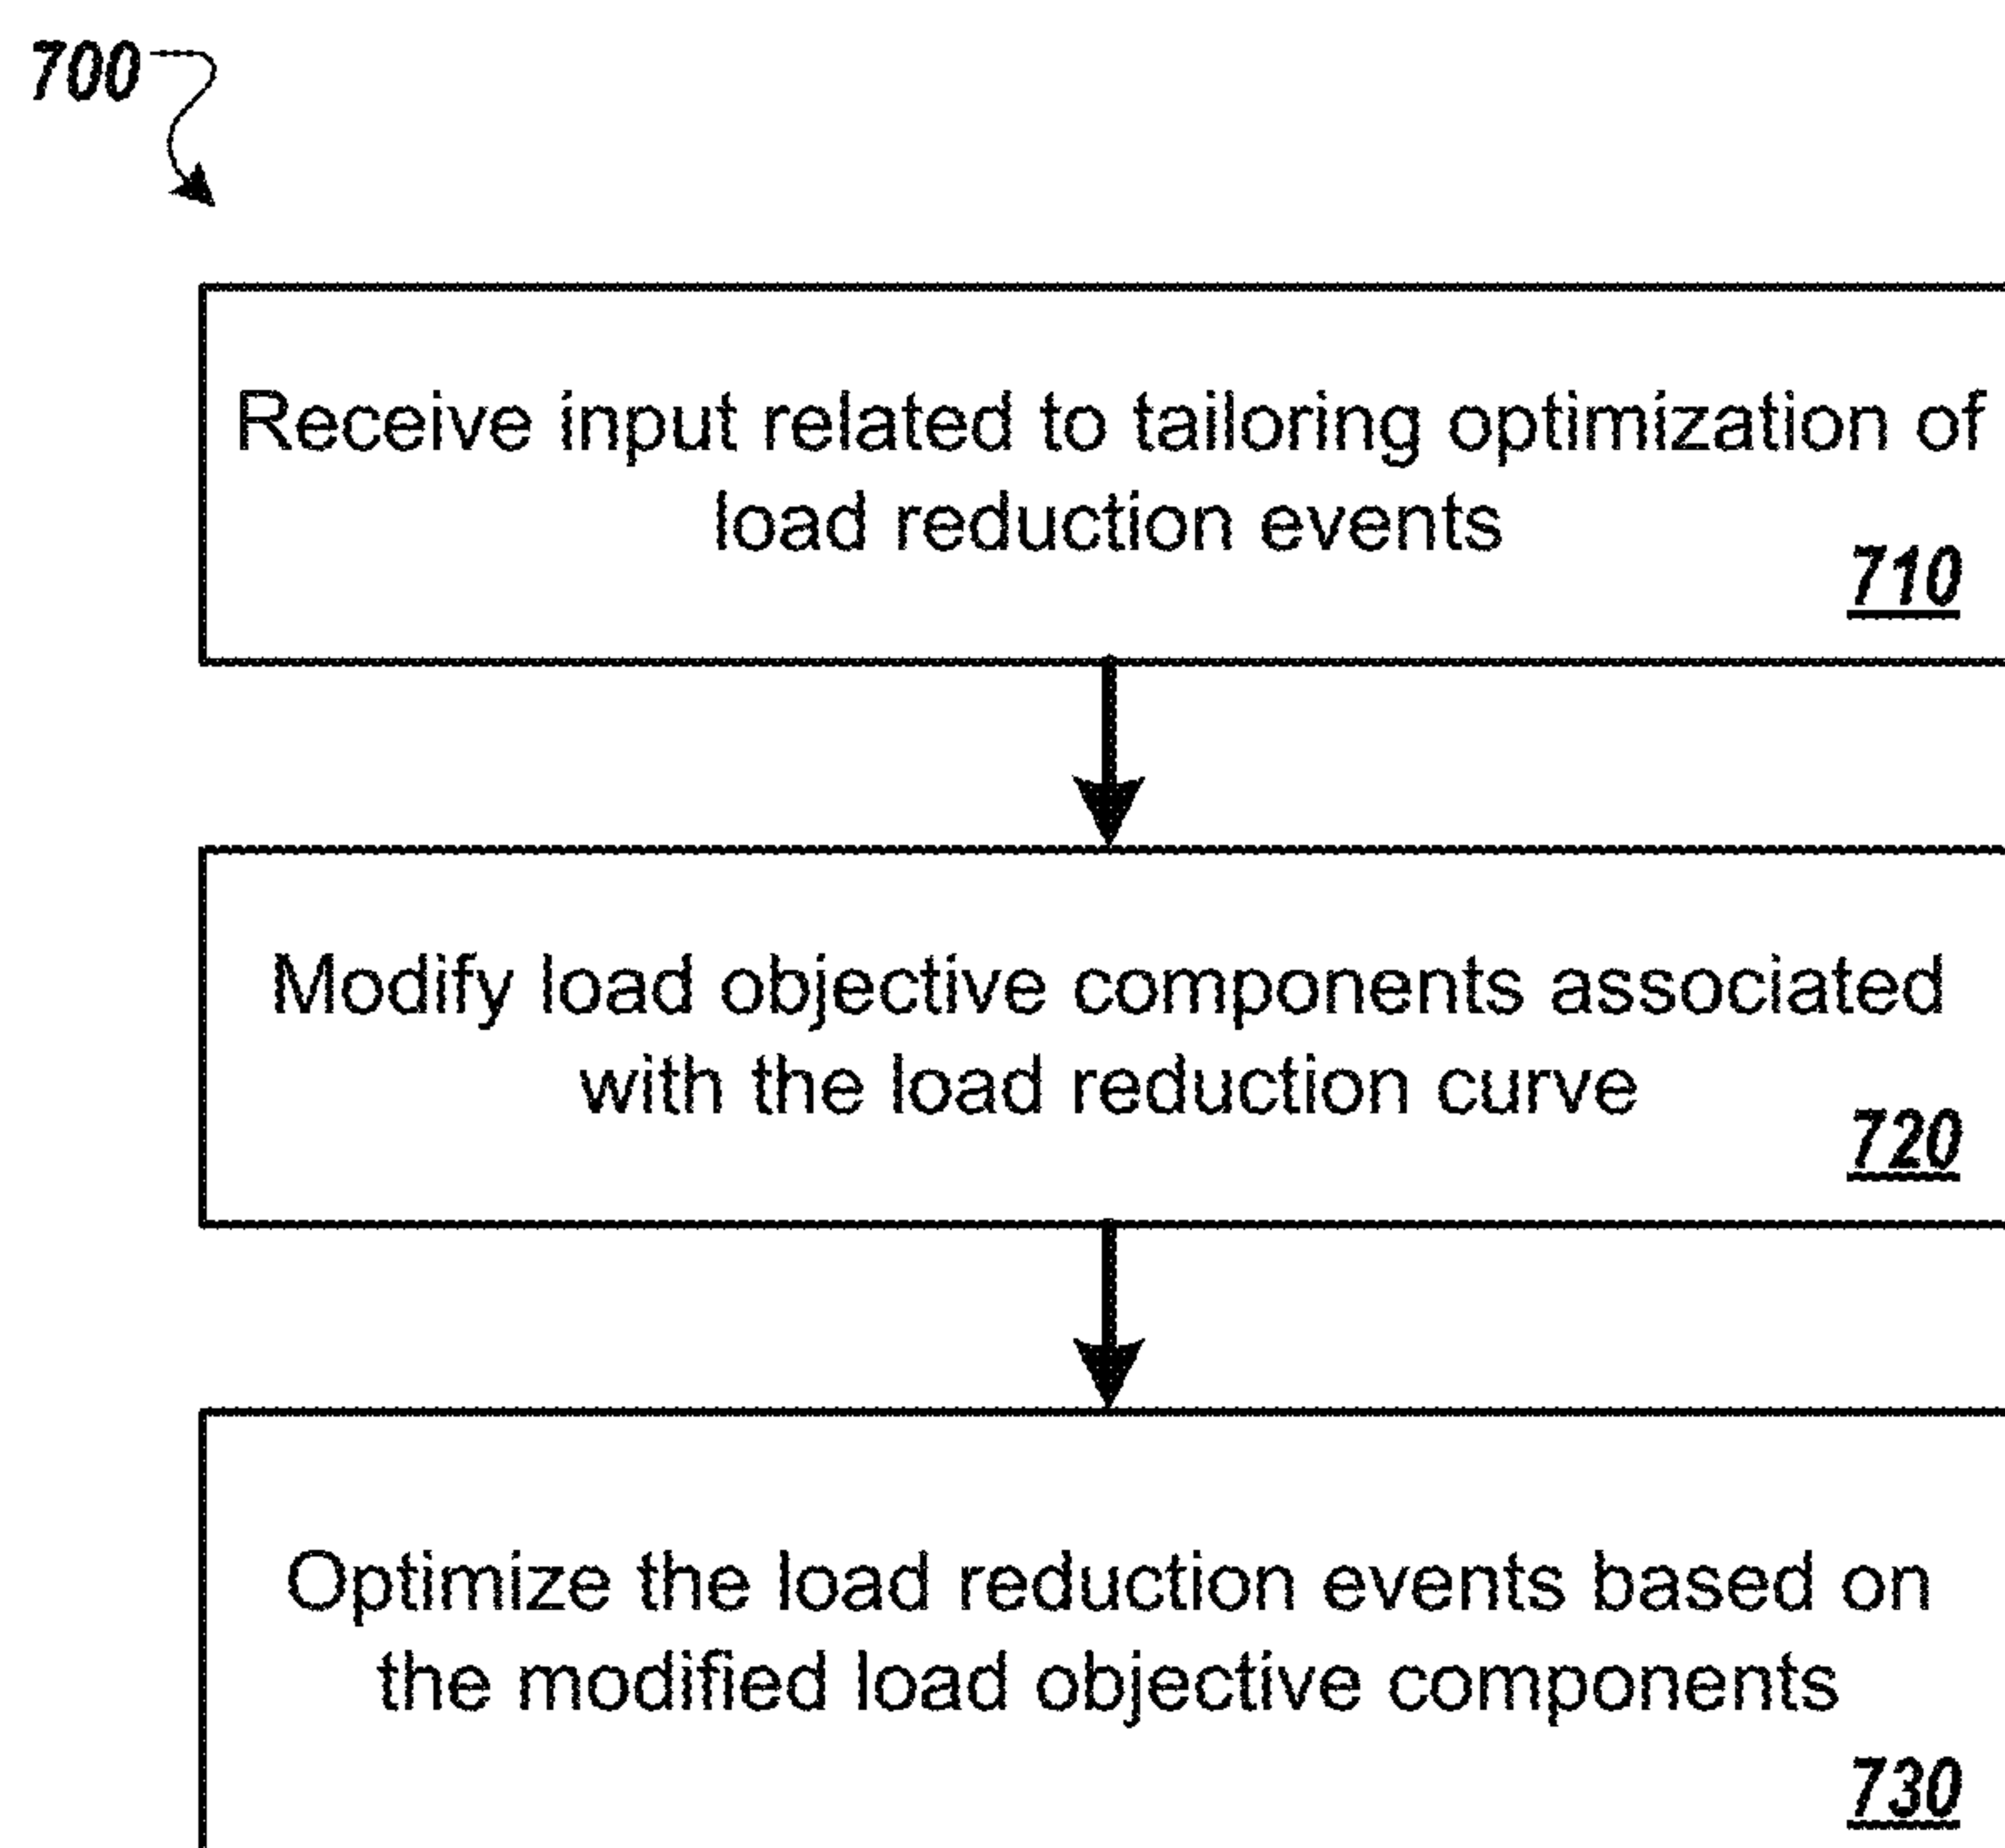 700
Receive input related to tailoring optimization of
load reduction events
710
Modify load objective components associated
with the load reduction curve
720
Optimize the load reduction events based on
the modified load objective components
730